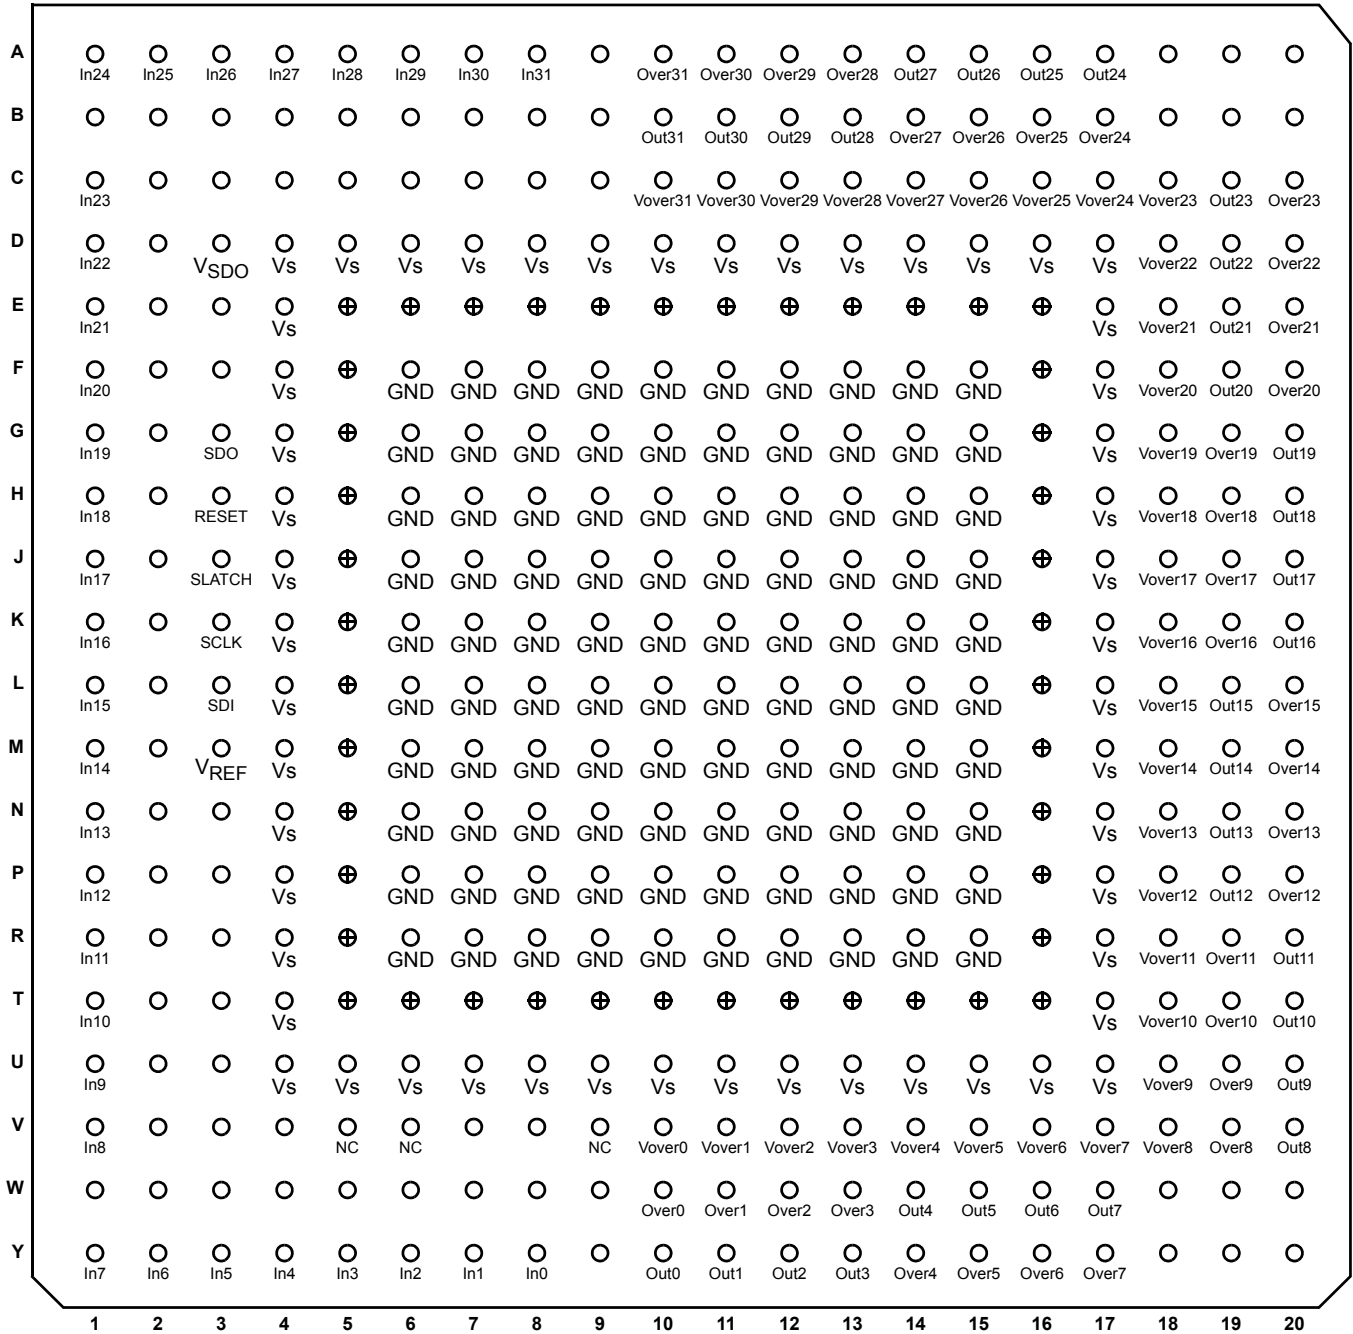 A
In24 In25 In26 In27 In28 In29 In30 In31 Over31 Over30 Over29 Over28 Out27 Out26 Out25 Out24
B
Out31 Out30 Out29 Out28 Over27 Over26 Over25 Over24
C
In23 Vover31 Vover30 Vover29 Vover28 Vover27 Vover26 Vover25 Vover24 Vover23 Out23 Over23
D
In22 VSDO Vs Vs Vs Vs Vs Vs Vs Vs Vs Vs Vs Vs Vs Vs Vover22 Out22 Over22
E
In21 Vs Vs Vover21 Out21 Over21
F
In20 Vs GND GND GND GND GND GND GND GND GND GND Vs Vover20 Out20 Over20
G
In19 SDO Vs GND GND GND GND GND GND GND GND GND GND Vs Vover19 Over19 Out19
H
In18 RESET Vs GND GND GND GND GND GND GND GND GND GND Vs Vover18 Over18 Out18
J
In17 SLATCH Vs GND GND GND GND GND GND GND GND GND GND Vs Vover17 Over17 Out17
K
In16 SCLK Vs GND GND GND GND GND GND GND GND GND GND Vs Vover16 Over16 Out16
L
In15 SDI Vs GND GND GND GND GND GND GND GND GND GND Vs Vover15 Out15 Over15
M
In14 VREF Vs GND GND GND GND GND GND GND GND GND GND Vs Vover14 Out14 Over14
N
In13 Vs GND GND GND GND GND GND GND GND GND GND Vs Vover13 Out13 Over13
P
In12 Vs GND GND GND GND GND GND GND GND GND GND Vs Vover12 Out12 Over12
R
In11 Vs GND GND GND GND GND GND GND GND GND GND Vs Vover11 Over11 Out11
T
In10 Vs Vs Vover10 Over10 Out10
U
In9 Vs Vs Vs Vs Vs Vs Vs Vs Vs Vs Vs Vs Vs Vs Vover9 Over9 Out9
V
In8 NC NC NC Vover0 Vover1 Vover2 Vover3 Vover4 Vover5 Vover6 Vover7 Vover8 Over8 Out8
W
Over0 Over1 Over2 Over3 Out4 Out5 Out6 Out7
Y
In7 In6 In5 In4 In3 In2 In1 In0 Out0 Out1 Out2 Out3 Over4 Over5 Over6 Over7
1 2 3 4 5 6 7 8 9 10 11 12 13 14 15 16 17 18 19 20